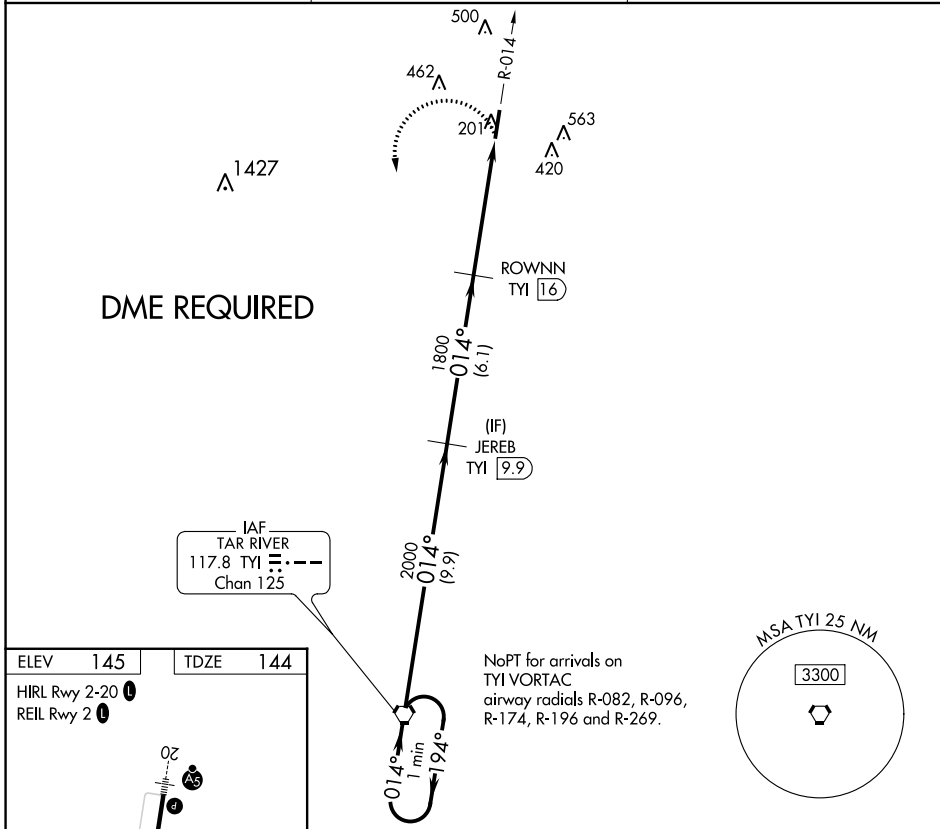 500
R-014
462
201
563
420
1427
ROWNN
TYI 16
DME REQUIRED
1800
014°
(6.1)
(IF)
JEREB
TYI 9.9
IAF
TAR RIVER
117.8 TYI
Chan 125
2000
014°
(9.9)
MSA TYI 25 NM
3300
NoPT for arrivals on
TYI VORTAC
airway radials R-082, R-096,
R-174, R-196 and R-269.
014°
1 min
194°
ELEV 145 TDZE 144
HIRL Rwy 2-20 L
REIL Rwy 2 L
20
A5
P